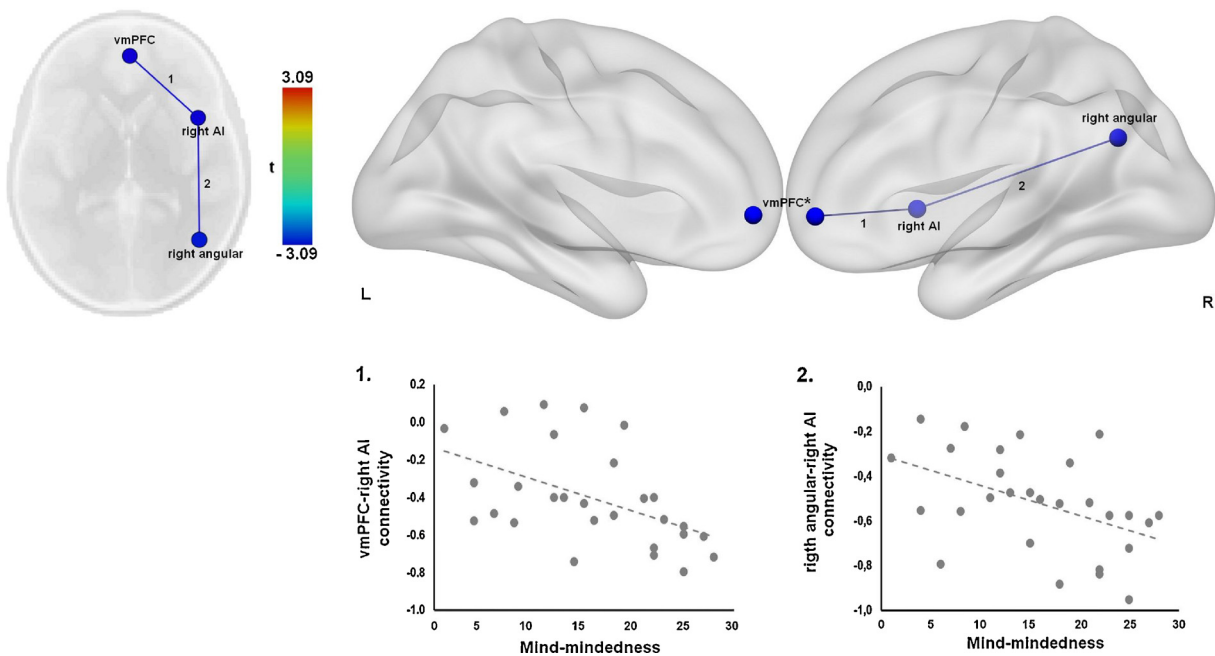 vmPFC
1
right AI
2
right angular
3.09
t
- 3.09
vmPFC*
1
right AI
2
right angular
L
R
1.
vmPFC-right AI
connectivity
0.2
0.0
-0.2
-0.4
-0.6
-0.8
-1.0
0 5 10 15 20 25 30
Mind-mindedness
2.
rigth angular-right AI
connectivity
0,0
-0,2
-0,4
-0,6
-0,8
-1,0
0 5 10 15 20 25 30
Mind-mindedness